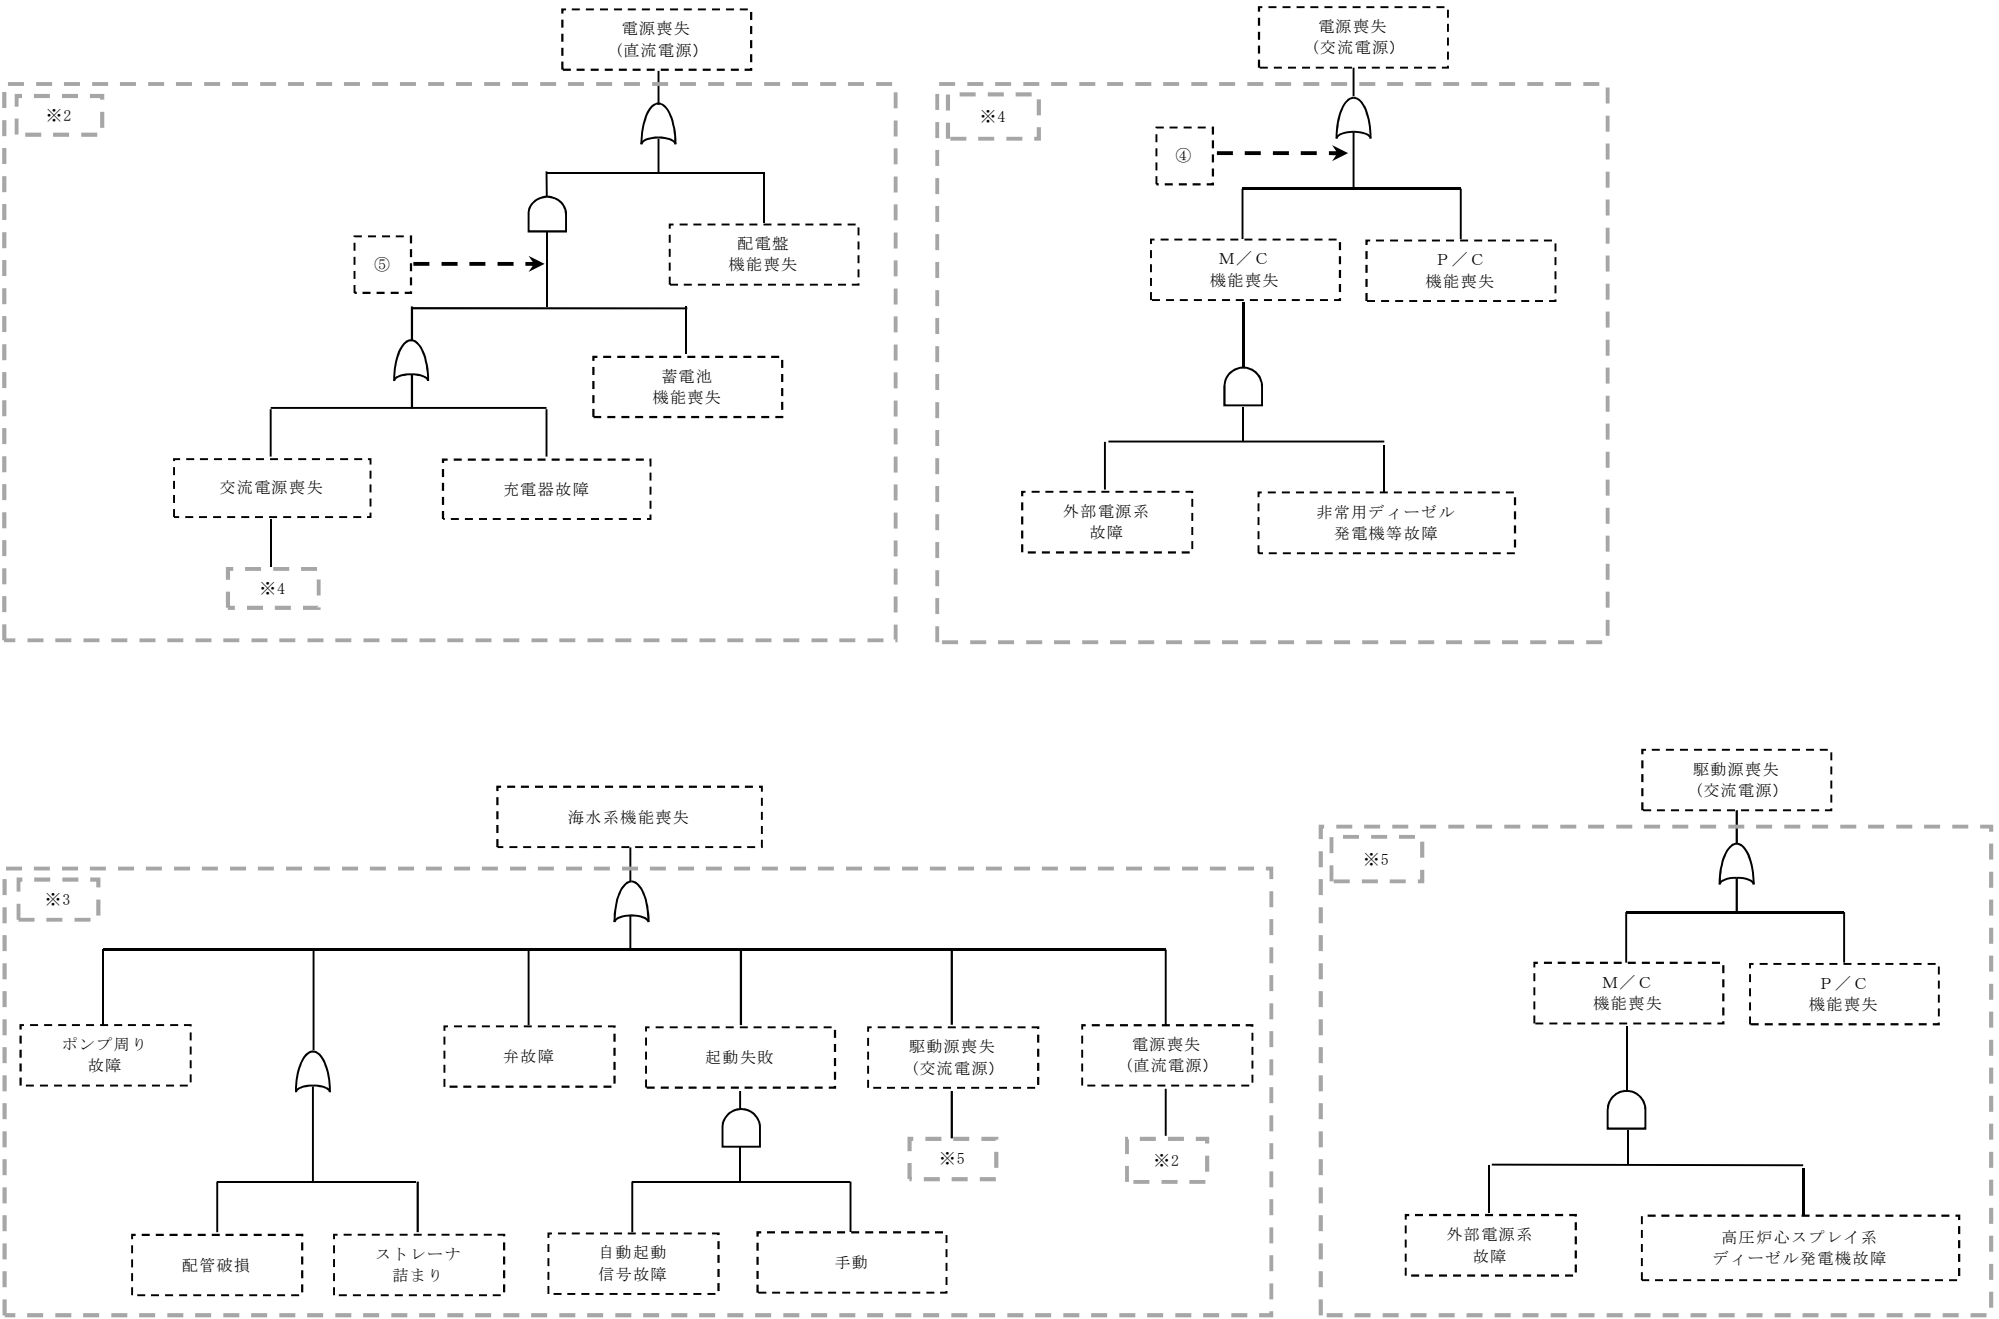 電源喪失
(直流電源)
※2
⑤
配電盤
機能喪失
蓄電池
機能喪失
交流電源喪失
充電器故障
※4
電源喪失
(交流電源)
※4
④
M/C
機能喪失
P/C
機能喪失
外部電源系
故障
非常用ディーゼル
発電機等故障
海水系機能喪失
※3
ポンプ周り
故障
弁故障
起動失敗
駆動源喪失
(交流電源)
電源喪失
(直流電源)
※5
※2
配管破損
ストレーナ
詰まり
自動起動
信号故障
手動
駆動源喪失
(交流電源)
※5
M/C
機能喪失
P/C
機能喪失
外部電源系
故障
高圧炉心スプレイ系
ディーゼル発電機故障